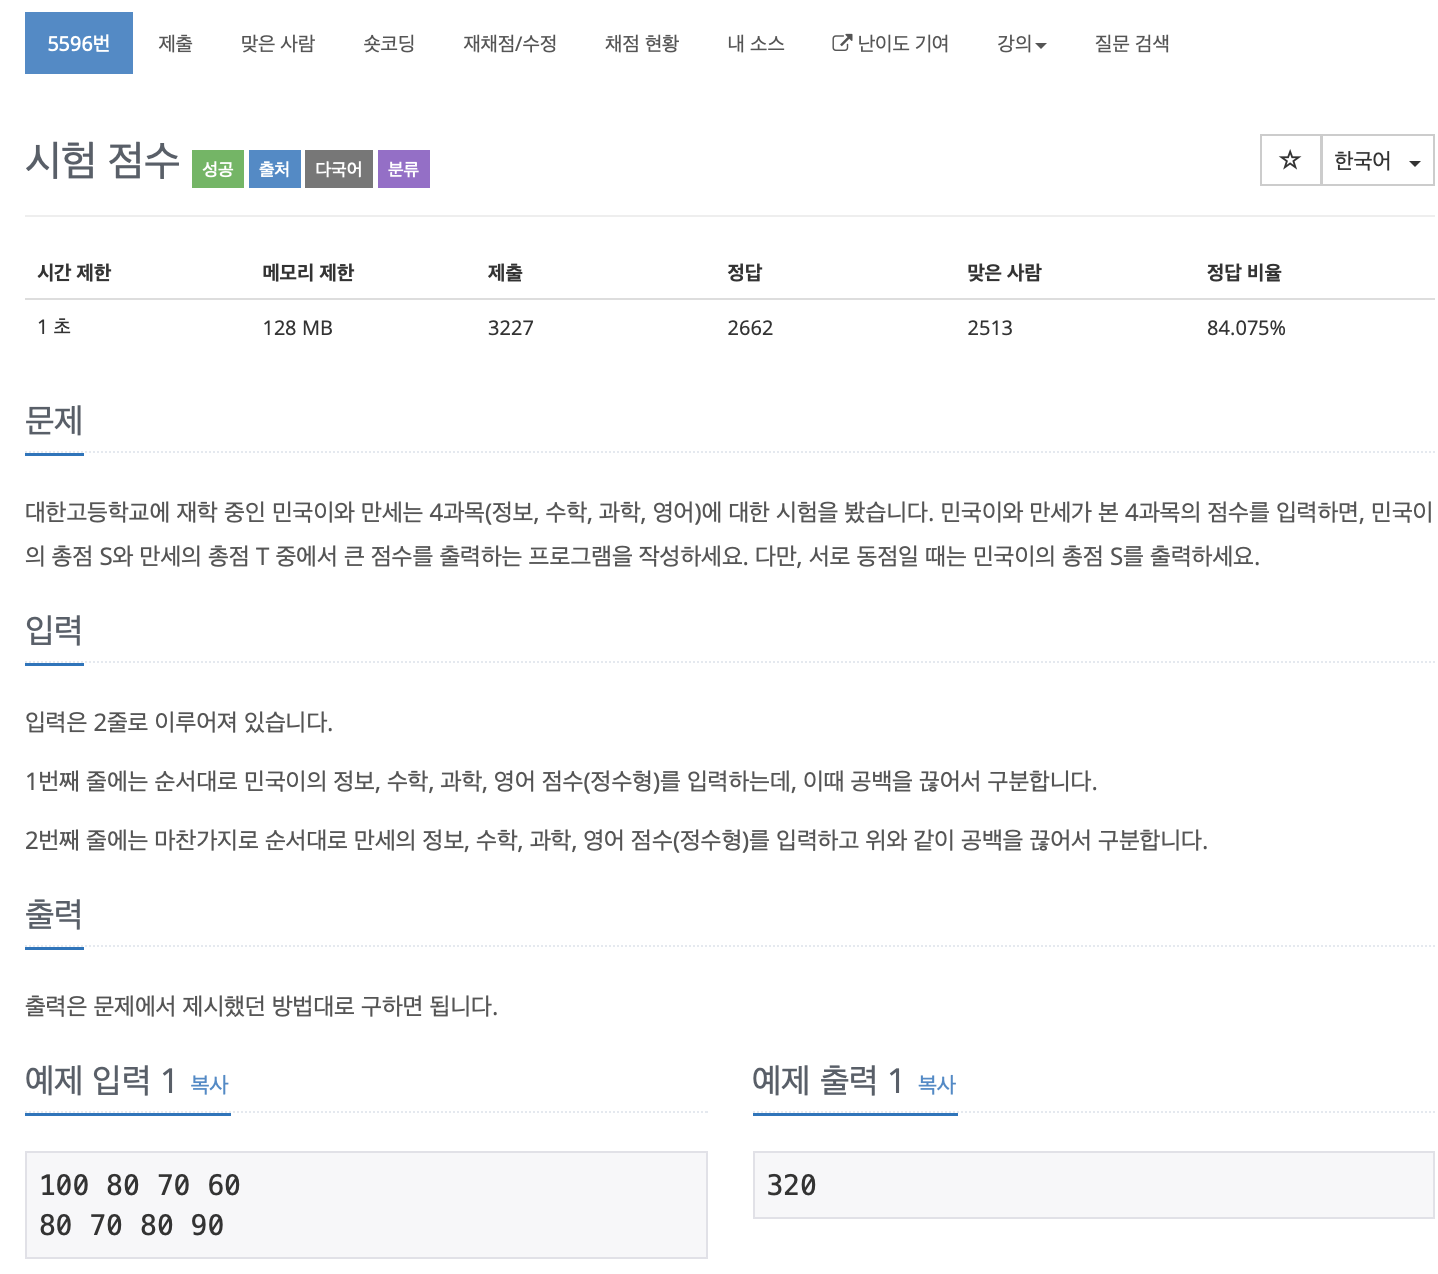 5596번 제출 맞은 사람 숏코딩 재채점/수정 채점 현황 내 소스 난이도 기여 강의 질문 검색
시험 점수 성공 출처 다국어 분류 ☆ 한국어
시간 제한 메모리 제한 제출 정답 맞은 사람 정답 비율
1 초 128 MB 3227 2662 2513 84.075%
문제
대한고등학교에 재학 중인 민국이와 만세는 4과목(정보, 수학, 과학, 영어)에 대한 시험을 봤습니다. 민국이와 만세가 본 4과목의 점수를 입력하면, 민국이
의 총점 S와 만세의 총점 T 중에서 큰 점수를 출력하는 프로그램을 작성하세요. 다만, 서로 동점일 때는 민국이의 총점 S를 출력하세요.
입력
입력은 2줄로 이루어져 있습니다.
1번째 줄에는 순서대로 민국이의 정보, 수학, 과학, 영어 점수(정수형)를 입력하는데, 이때 공백을 끊어서 구분합니다.
2번째 줄에는 마찬가지로 순서대로 만세의 정보, 수학, 과학, 영어 점수(정수형)를 입력하고 위와 같이 공백을 끊어서 구분합니다.
출력
출력은 문제에서 제시했던 방법대로 구하면 됩니다.
예제 입력 1 복사
100 80 70 60
80 70 80 90
예제 출력 1 복사
320